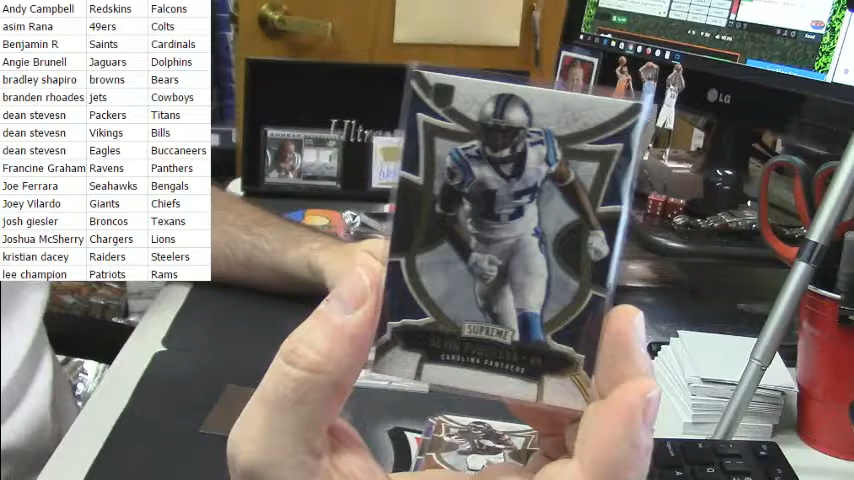 Andy Campbell Redskins Falcons
asim Rana 49ers Colts
Benjamin R Saints Cardinals
Angie Brunell Jaguars Dolphins
bradley shapiro browns Bears
branden rhoades jets Cowboys
dean stevesn Packers Titans
dean stevesn Vikings Bills
dean stevesn Eagles Buccaneers
Francine Graham Ravens Panthers
Joe Ferrara Seahawks Bengals
Joey Vilardo Giants Chiefs
josh giesler Broncos Texans
Joshua McSherry Chargers Lions
kristian dacey Raiders Steelers
lee champion Patriots Rams
LG
17
17
SUPREME
CAROLINA PANTHERS